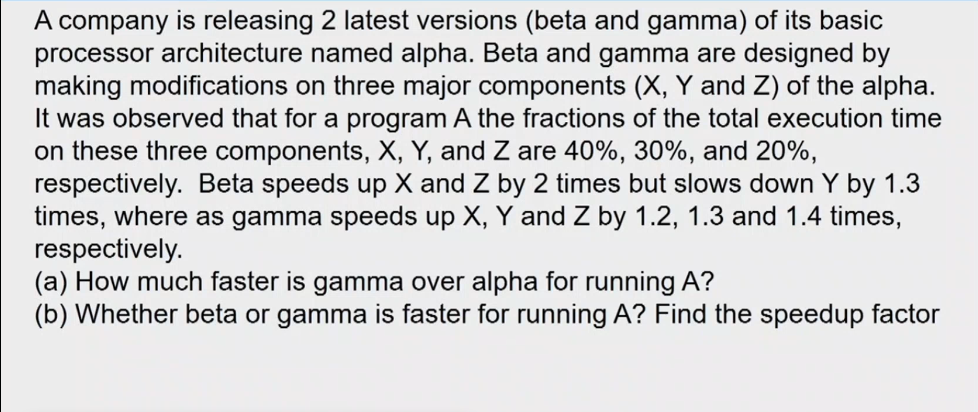 A company is releasing 2 latest versions (beta and gamma) of its basic
processor architecture named alpha. Beta and gamma are designed by
making modifications on three major components (X, Y and Z) of the alpha.
It was observed that for a program A the fractions of the total execution time
on these three components, X, Y, and Z are 40%, 30%, and 20%,
respectively. Beta speeds up X and Z by 2 times but slows down Y by 1.3
times, where as gamma speeds up X, Y and Z by 1.2, 1.3 and 1.4 times,
respectively.
(a) How much faster is gamma over alpha for running A?
(b) Whether beta or gamma is faster for running A? Find the speedup factor